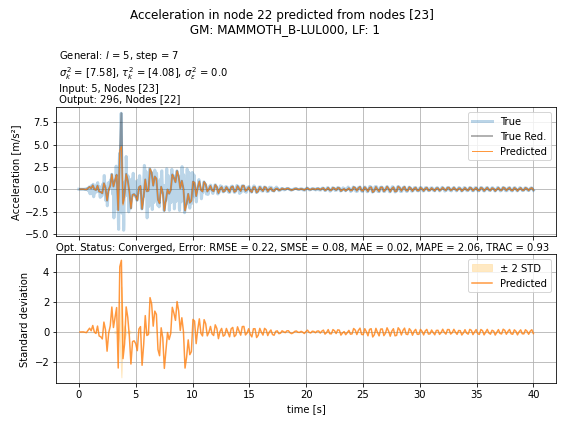 Acceleration in node 22 predicted from nodes [23]
GM: MAMMOTH_B-LUL000, LF: 1
General: l = 5, step = 7
σ²ₖ = [7.58], τ²ₖ = [4.08], σ²ε = 0.0
Input: 5, Nodes [23]
Output: 296, Nodes [22]
Acceleration [m/s²]
7.5
5.0
2.5
0.0
−2.5
−5.0
True
True Red.
Predicted
Opt. Status: Converged, Error: RMSE = 0.22, SMSE = 0.08, MAE = 0.02, MAPE = 2.06, TRAC = 0.93
Standard deviation
4
2
0
−2
± 2 STD
Predicted
0 5 10 15 20 25 30 35 40
time [s]